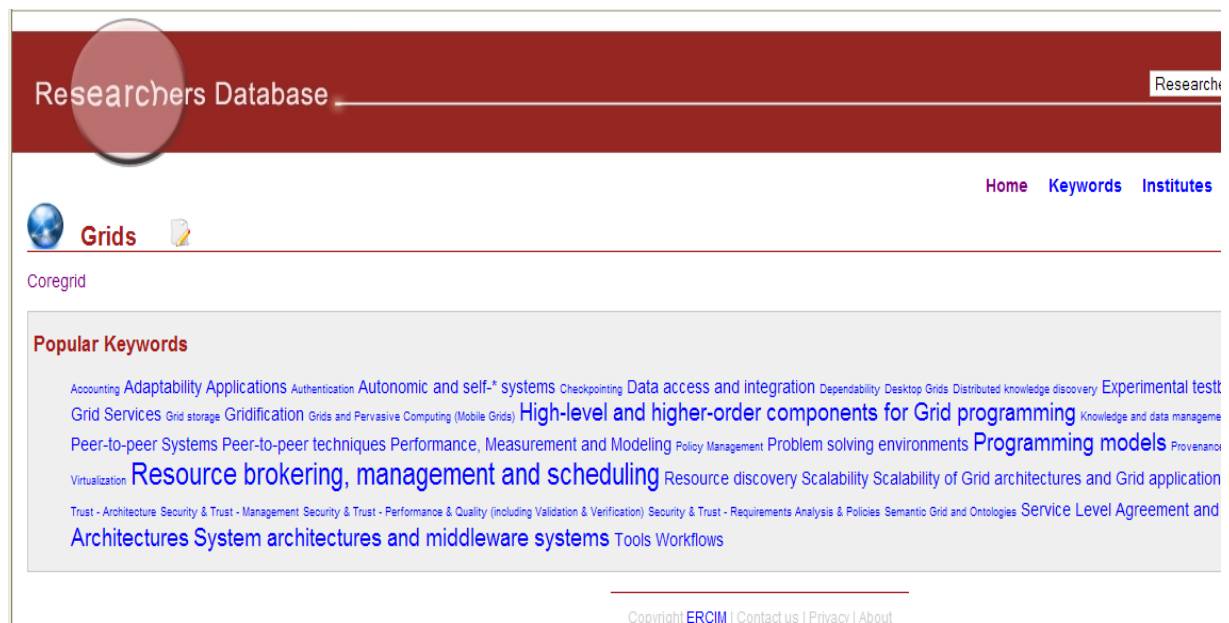 Researchers Database
Researche
Home Keywords Institutes
Grids
Coregrid
Popular Keywords
Accounting Adaptability Applications Authentication Autonomic and self-* systems Checkpointing Data access and integration Dependability Desktop Grids Distributed knowledge discovery Experimental testb
Grid Services Grid storage Gridification Grids and Pervasive Computing (Mobile Grids) High-level and higher-order components for Grid programming Knowledge and data manageme
Peer-to-peer Systems Peer-to-peer techniques Performance, Measurement and Modeling Policy Management Problem solving environments Programming models Provenance
Virtualization Resource brokering, management and scheduling Resource discovery Scalability Scalability of Grid architectures and Grid application
Trust - Architecture Security & Trust - Management Security & Trust - Performance & Quality (including Validation & Verification) Security & Trust - Requirements Analysis & Policies Semantic Grid and Ontologies Service Level Agreement and
Architectures System architectures and middleware systems Tools Workflows
Copyright ERCIM | Contact us | Privacy | About